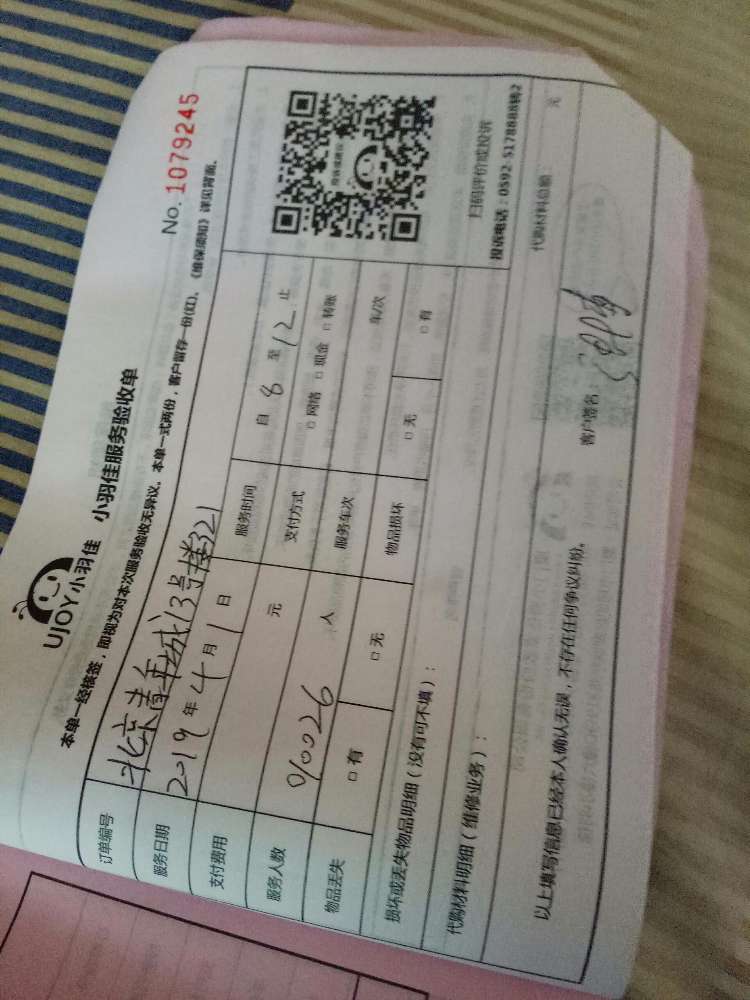 UJOY小羽佳 小羽佳服务验收单
No. 1079245
本单一经核签，即视为对本次服务验收无异议。本单一式两份，客户留存一份(红)、《维保须知》详见背面。
订单编号 北京青年城13号楼321
服务日期 2019 年 4 月 1 日 服务时间 自 8 至 12 止
支付费用 元 支付方式 □ 网络 □ 现金 □ 转账
服务人数 90026 人 服务车次 车/次
物品丢失 □ 有 □ 无 物品损坏 □ 无 □ 有
扫码评价或投诉
投诉电话：0592-5178888转2
损坏或丢失物品明细（没有可不填）：
代购材料明细（维修业务）： 代购材料总额 元
以上填写信息已经本人确认无误，不存在任何争议纠纷。 客户签名：